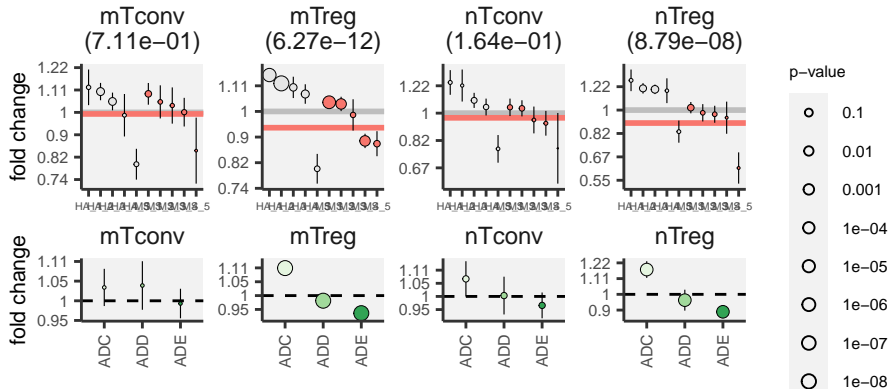 mTconv
(7.11e−01)
mTreg
(6.27e−12)
nTconv
(1.64e−01)
nTreg
(8.79e−08)
fold change
1.22
1.11
1
0.9
0.82
0.74
1.11
1
0.9
0.82
0.74
1.22
1
0.82
0.67
1.22
1
0.82
0.67
0.55
mTconv
mTreg
nTconv
nTreg
fold change
1.11
1.05
1
0.95
ADC
ADD
ADE
1.11
1.05
1
0.95
ADC
ADD
ADE
1.11
1.05
1
0.95
ADC
ADD
ADE
1.22
1.11
1
0.9
ADC
ADD
ADE
p−value
0.1
0.01
0.001
1e−04
1e−05
1e−06
1e−07
1e−08